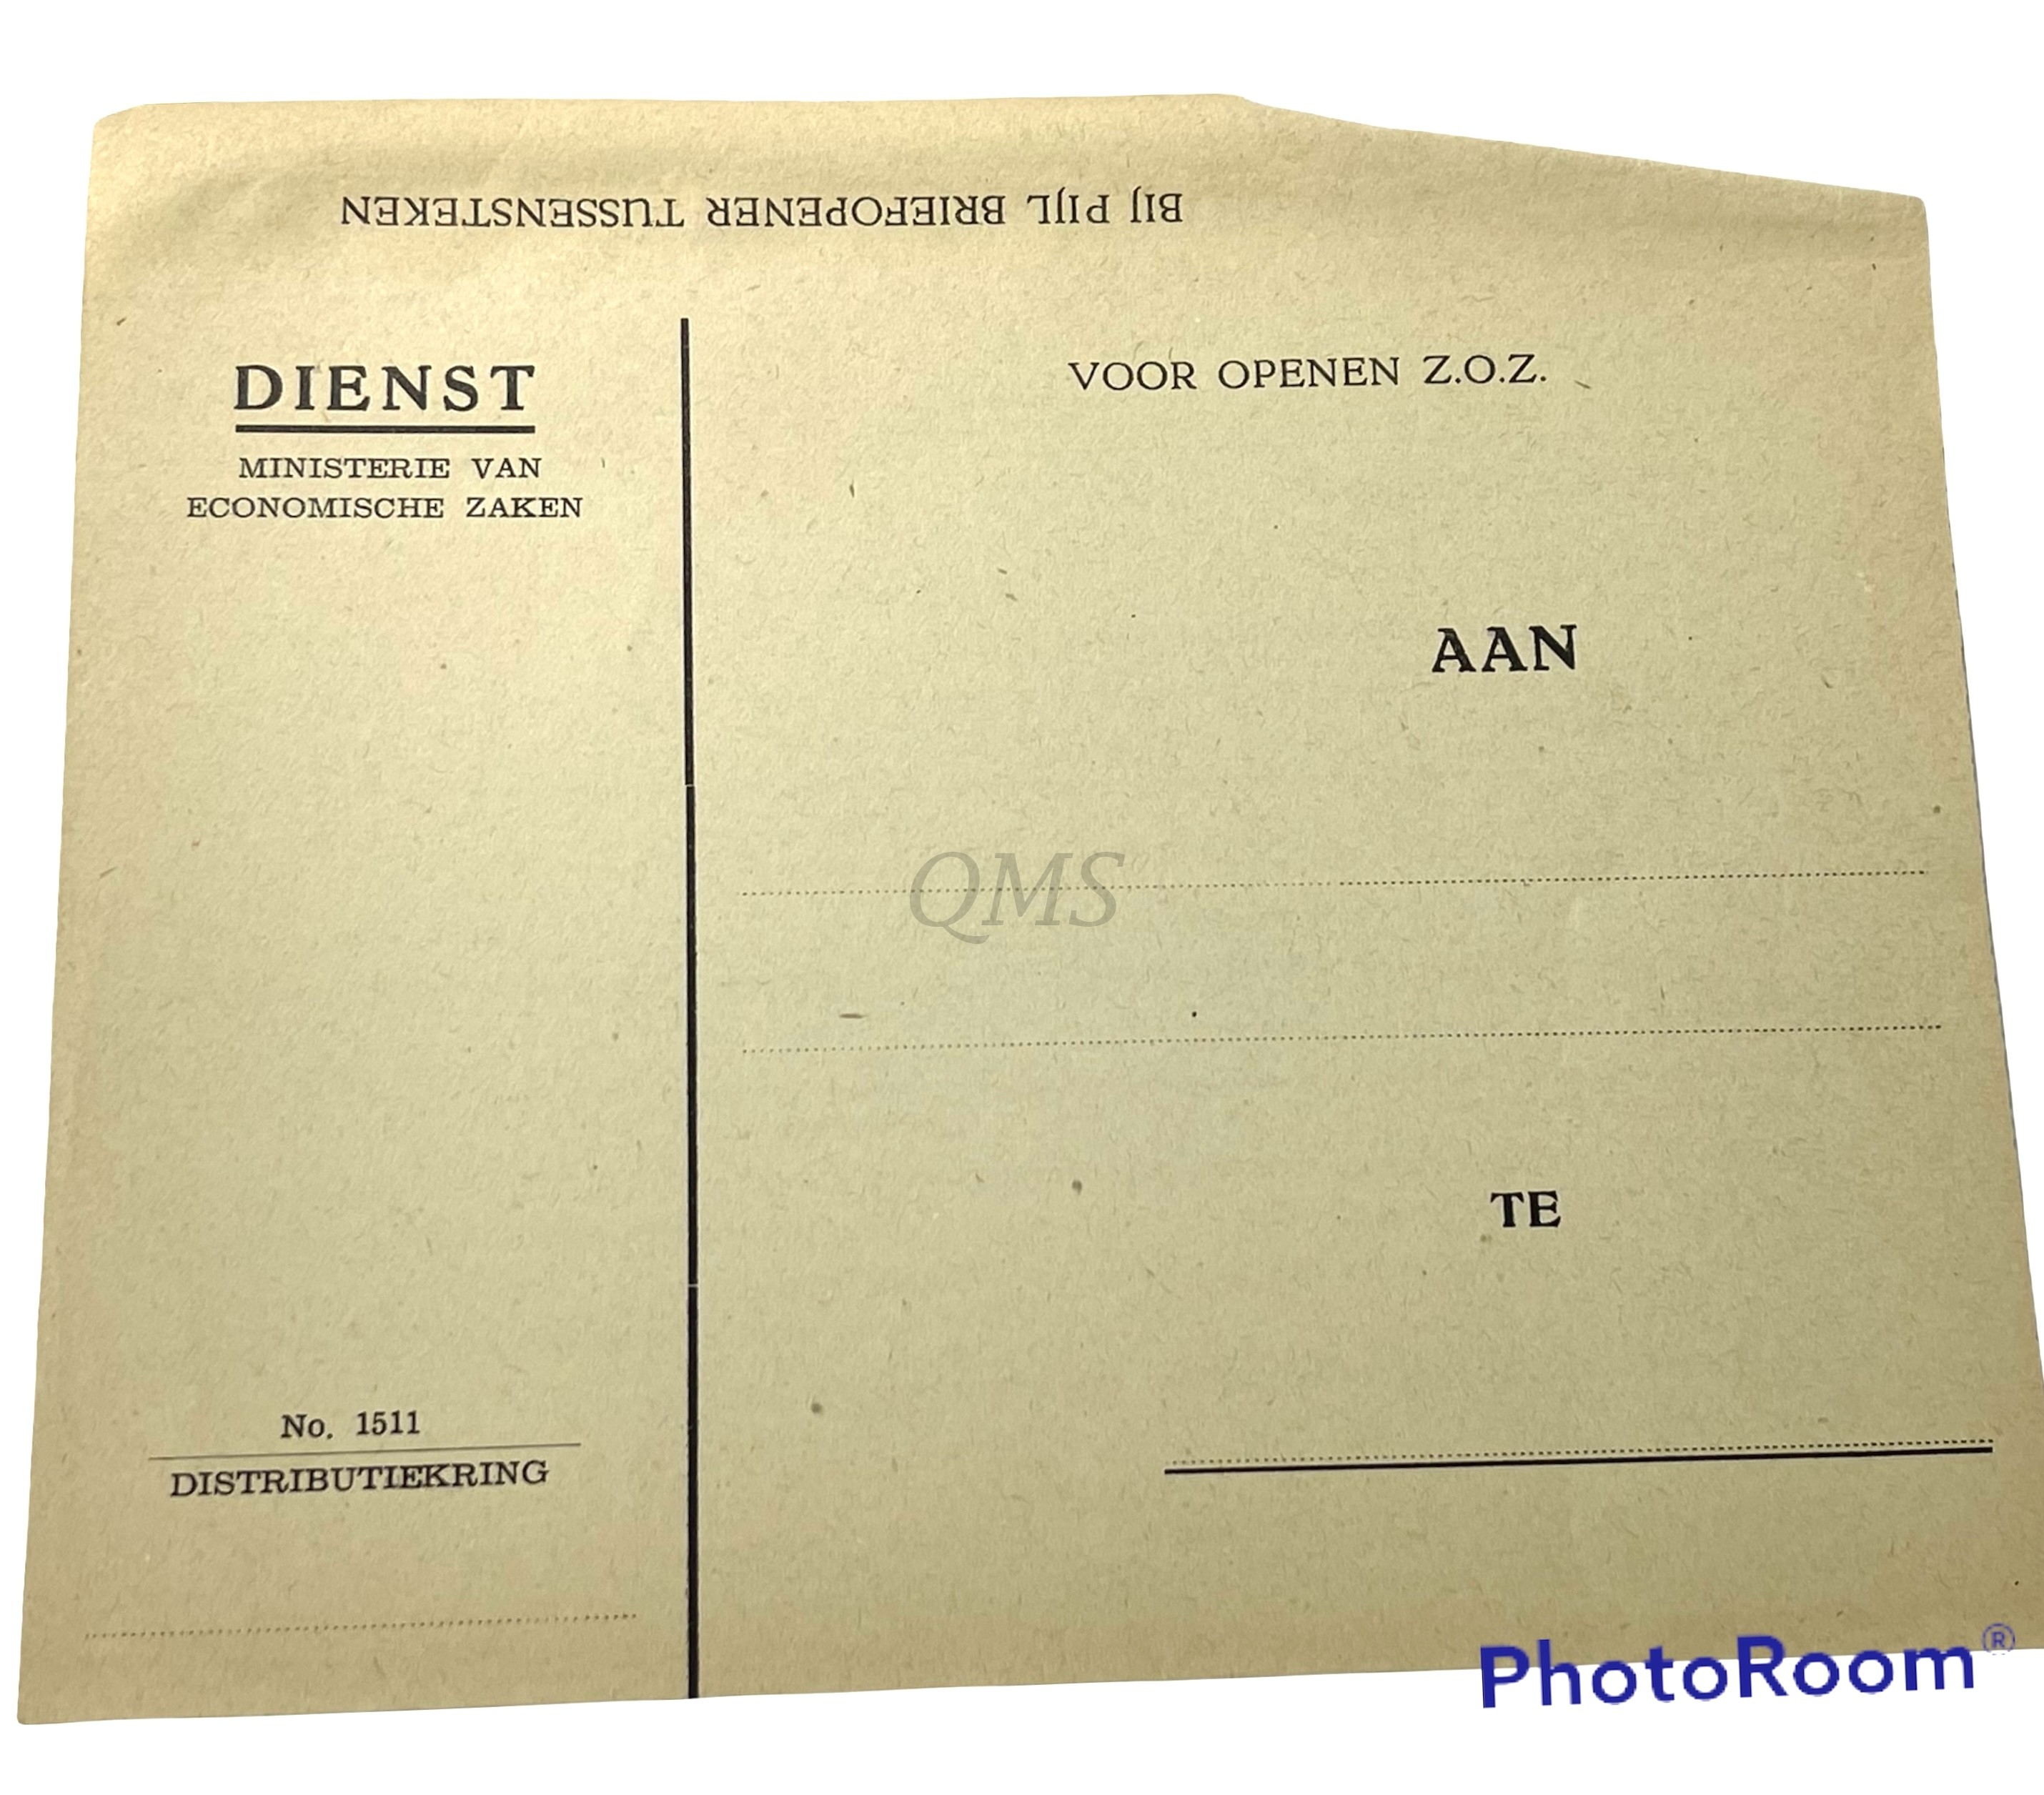 BIJ PIJL BRIEFOPENER TUSSENSTEKEN
DIENST
MINISTERIE VAN
ECONOMISCHE ZAKEN
No. 1511
DISTRIBUTIEKRING
VOOR OPENEN Z.O.Z.
AAN
QMS
TE
PhotoRoom®